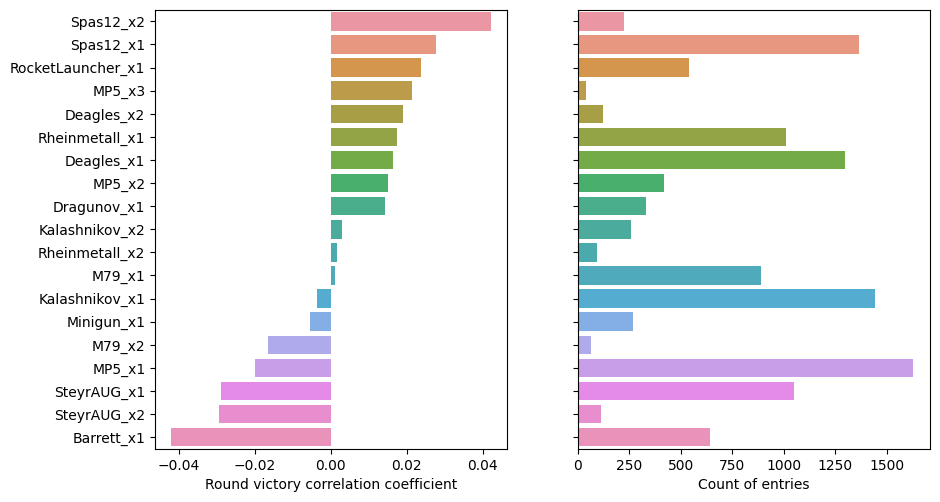 Spas12_x2
Spas12_x1
RocketLauncher_x1
MP5_x3
Deagles_x2
Rheinmetall_x1
Deagles_x1
MP5_x2
Dragunov_x1
Kalashnikov_x2
Rheinmetall_x2
M79_x1
Kalashnikov_x1
Minigun_x1
M79_x2
MP5_x1
SteyrAUG_x1
SteyrAUG_x2
Barrett_x1
−0.04 −0.02 0.00 0.02 0.04
Round victory correlation coefficient
0 250 500 750 1000 1250 1500
Count of entries